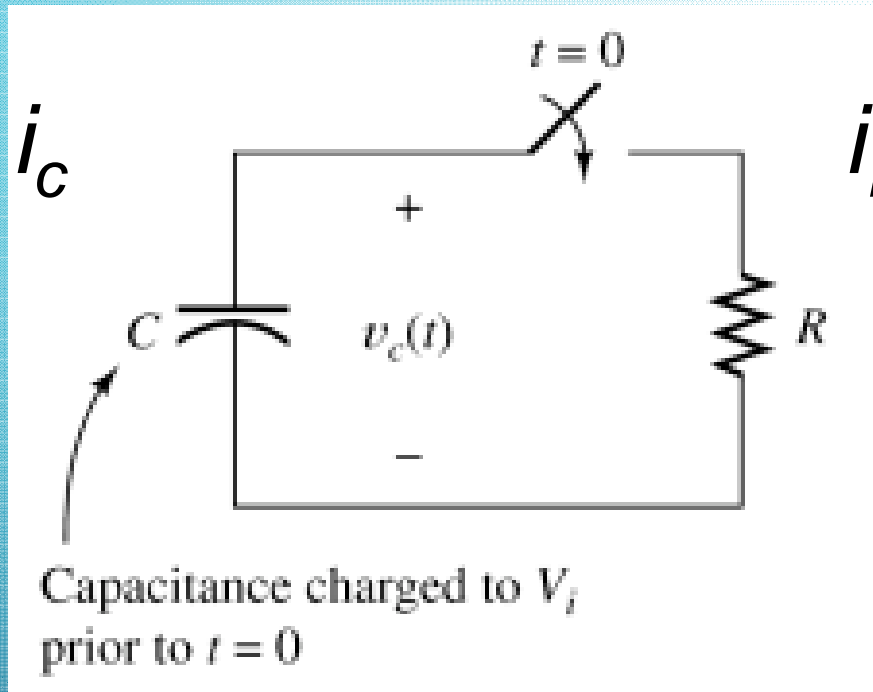 t = 0
i_c
i
+
C
v_c(t)
R
−
Capacitance charged to V_i
prior to t = 0